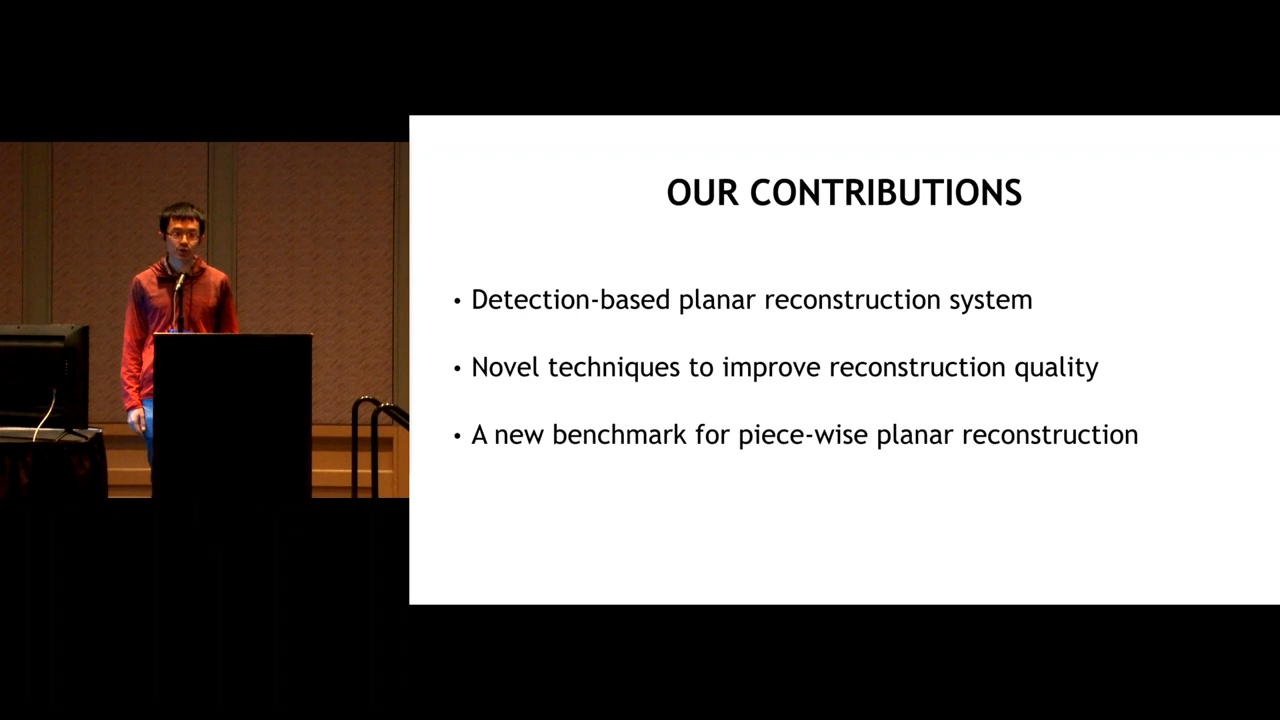 OUR CONTRIBUTIONS
• Detection-based planar reconstruction system
• Novel techniques to improve reconstruction quality
• A new benchmark for piece-wise planar reconstruction